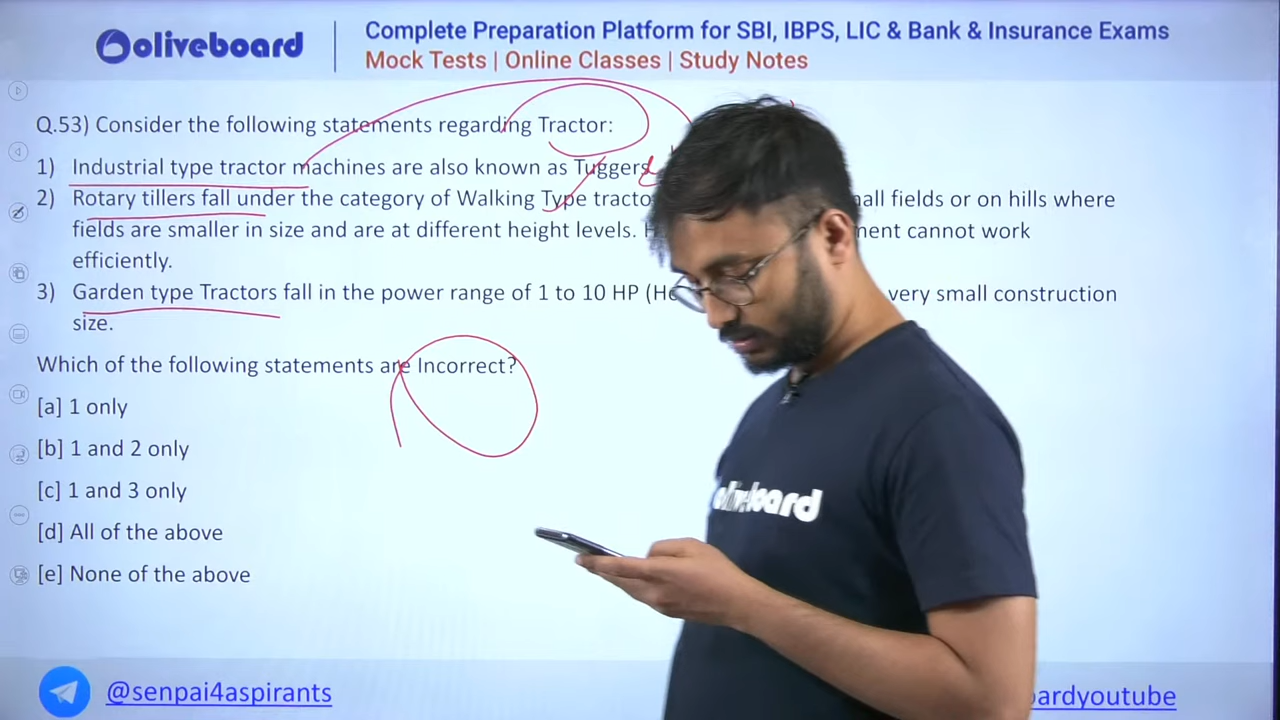 oliveboard
Complete Preparation Platform for SBI, IBPS, LIC & Bank & Insurance Exams
Mock Tests | Online Classes | Study Notes
Q.53) Consider the following statements regarding Tractor:
1) Industrial type tractor machines are also known as Tuggers
2) Rotary tillers fall under the category of Walking Type fields or on hills where
fields are smaller in size and are at different height levels. cannot work
efficiently.
3) Garden type Tractors fall in the power range of 1 to 10 HP very small construction
size.
Which of the following statements are Incorrect?
[a] 1 only
[b] 1 and 2 only
[c] 1 and 3 only
[d] All of the above
[e] None of the above
oliveboard
@senpai4aspirants